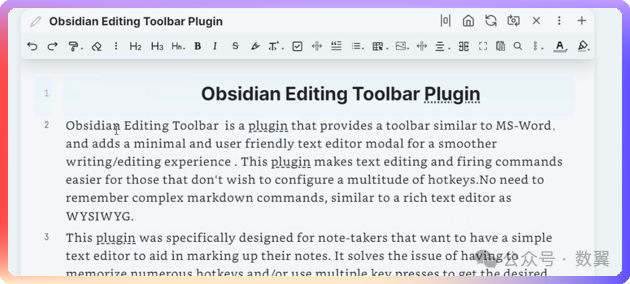 Obsidian Editing Toolbar Plugin
H₂ H₃ Hₙ B I S T
H₂ A
1 Obsidian Editing Toolbar Plugin
2 Obsidian Editing Toolbar is a plugin that provides a toolbar similar to MS-Word,
and adds a minimal and user friendly text editor modal for a smoother
writing/editing experience . This plugin makes text editing and firing commands
easier for those that don't wish to configure a multitude of hotkeys.No need to
remember complex markdown commands, similar to a rich text editor as
WYSIWYG.
3 This plugin was specifically designed for note-takers that want to have a simple
text editor to aid in marking up their notes. It solves the issue of having to
memorize numerous hotkeys and/or use multiple key presses to get the desired
公众号 · 数翼